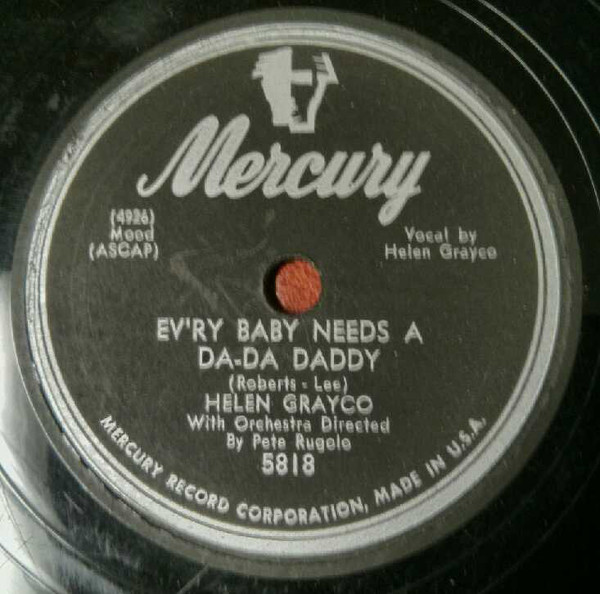 Mercury
(4926)
Mood
(ASCAP)
Vocal by
Helen Grayco
EV'RY BABY NEEDS A
DA-DA DADDY
(Roberts - Lee)
HELEN GRAYCO
With Orchestra Directed
By Pete Rugolo
5818
MERCURY RECORD CORPORATION, MADE IN U.S.A.